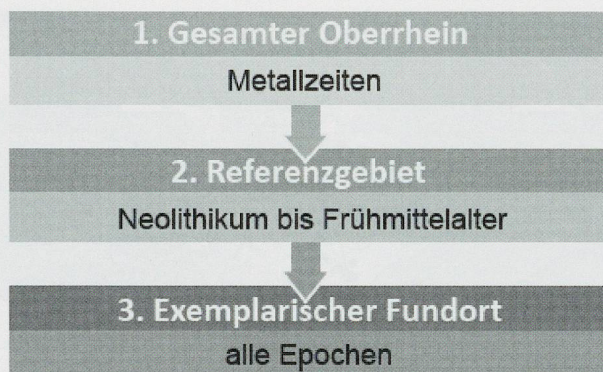 1. Gesamter Oberrhein
Metallzeiten
2. Referenzgebiet
Neolithikum bis Frühmittelalter
3. Exemplarischer Fundort
alle Epochen